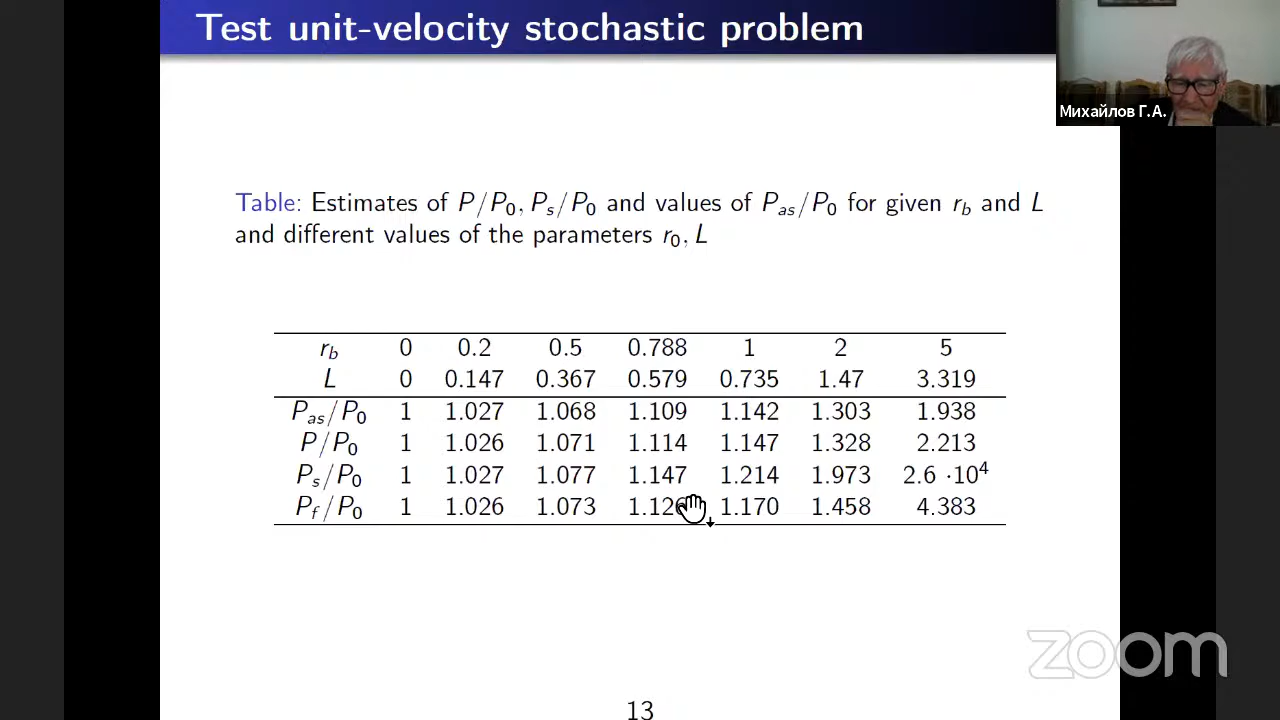 Test unit-velocity stochastic problem
Михайлов Г.А.
Table: Estimates of P/P₀, Pₛ/P₀ and values of Pₐₛ/P₀ for given r_b and L
and different values of the parameters r₀, L
r_b 0 0.2 0.5 0.788 1 2 5
L 0 0.147 0.367 0.579 0.735 1.47 3.319
Pₐₛ/P₀ 1 1.027 1.068 1.109 1.142 1.303 1.938
P/P₀ 1 1.026 1.071 1.114 1.147 1.328 2.213
Pₛ/P₀ 1 1.027 1.077 1.147 1.214 1.973 2.6 ·10⁴
P_f/P₀ 1 1.026 1.073 1.126 1.170 1.458 4.383
zoom
13